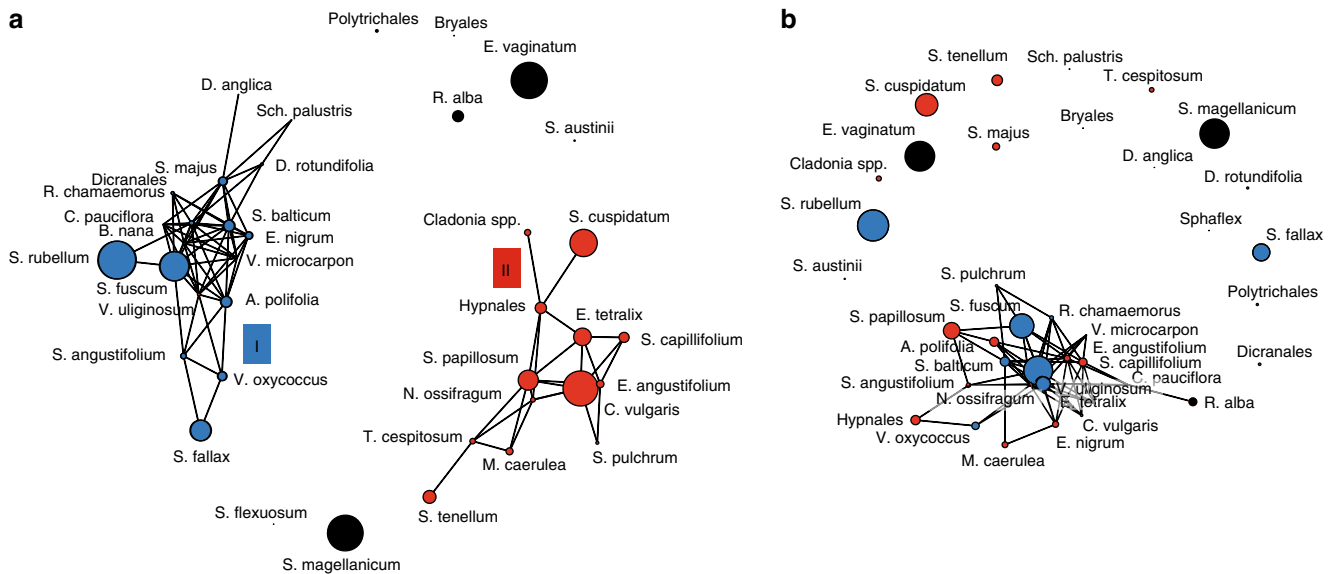 a
Polytrichales
Bryales
E. vaginatum
D. anglica
R. alba
Sch. palustris
S. austinii
S. majus
D. rotundifolia
Dicranales
R. chamaemorus
C. pauciflora
S. balticum
B. nana
E. nigrum
S. rubellum
V. microcarpon
S. fuscum
V. uliginosum
A. polifolia
I
S. angustifolium
V. oxycoccus
S. fallax
Cladonia spp.
S. cuspidatum
II
Hypnales
E. tetralix
S. capillifolium
S. papillosum
E. angustifolium
N. ossifragum
C. vulgaris
T. cespitosum
M. caerulea
S. pulchrum
S. tenellum
S. flexuosum
S. magellanicum
b
S. tenellum
Sch. palustris
T. cespitosum
S. cuspidatum
S. magellanicum
Bryales
E. vaginatum
S. majus
Cladonia spp.
D. anglica
D. rotundifolia
S. rubellum
Sphaflex
S. fallax
S. austinii
S. pulchrum
Polytrichales
S. fuscum
R. chamaemorus
S. papillosum
V. microcarpon
A. polifolia
E. angustifolium
Dicranales
S. balticum
S. capillifolium
S. angustifolium
C. pauciflora
V. uliginosum
N. ossifragum
E. tetralix
R. alba
Hypnales
C. vulgaris
V. oxycoccus
E. nigrum
M. caerulea